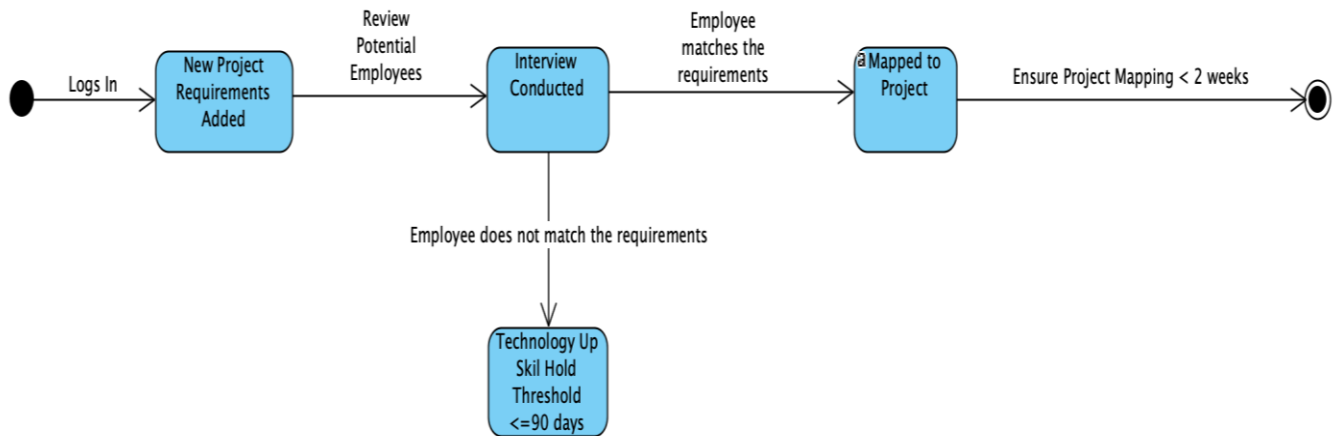 Logs In
New Project
Requirements
Added
Review
Potential
Employees
Interview
Conducted
Employee
matches the
requirements
a Mapped to
Project
Ensure Project Mapping < 2 weeks
Employee does not match the requirements
Technology Up
Skil Hold
Threshold
<=90 days